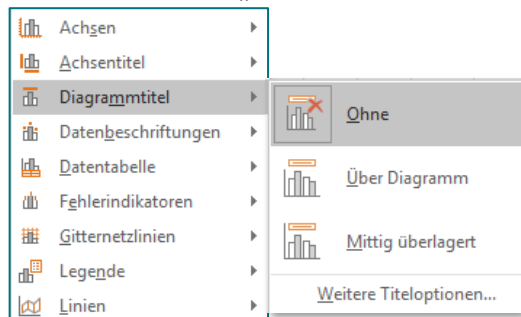 Achsen
Achsentitel
Diagrammtitel
Datenbeschriftungen
Datentabelle
Fehlerindikatoren
Gitternetzlinien
Legende
Linien
Ohne
Über Diagramm
Mittig überlagert
Weitere Titeloptionen...